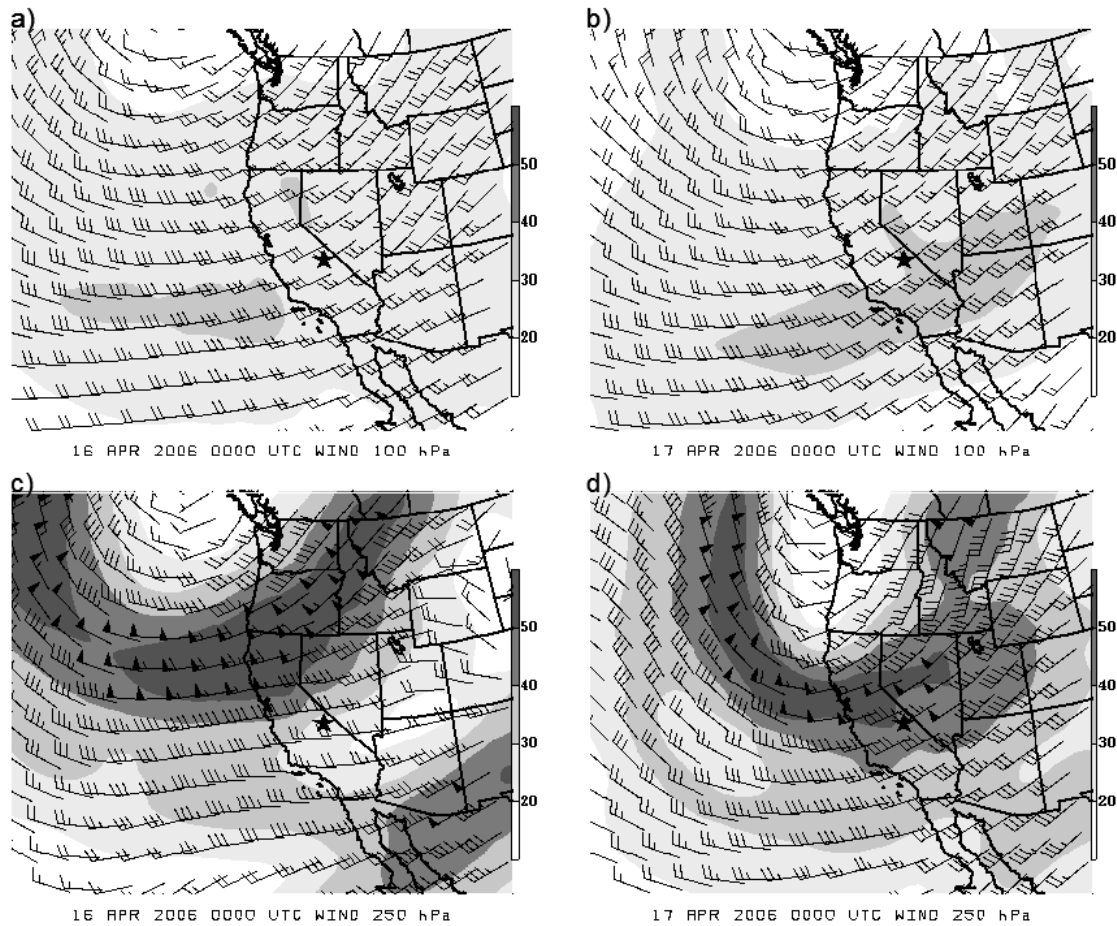 a)
b)
50
40
30
20
50
40
30
20
16 APR 2006 0000 UTC WIND 100 hPa
17 APR 2006 0000 UTC WIND 100 hPa
c)
d)
50
40
30
20
50
40
30
20
16 APR 2006 0000 UTC WIND 250 hPa
17 APR 2006 0000 UTC WIND 250 hPa